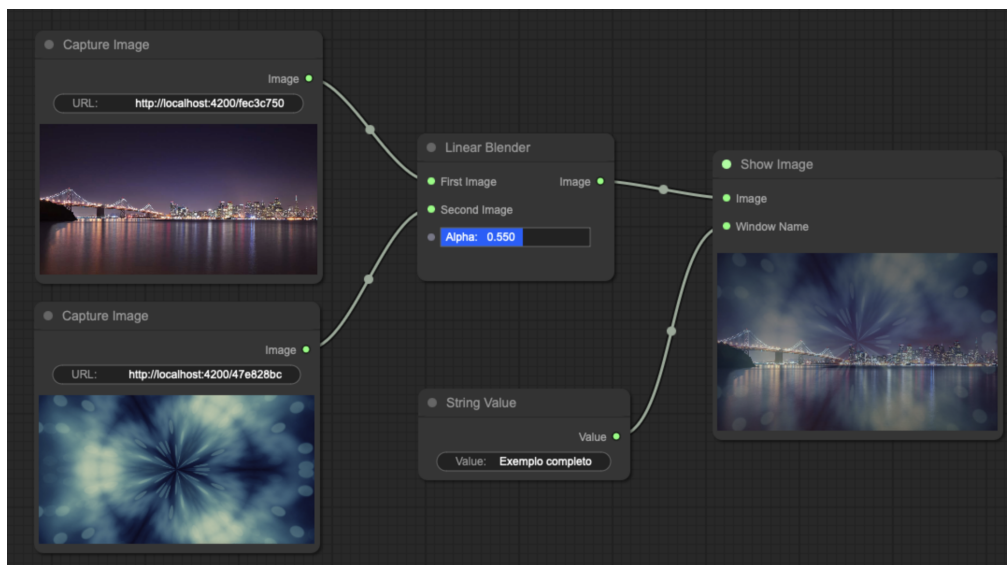 Capture Image
Image
URL: http://localhost:4200/fec3c750
Capture Image
Image
URL: http://localhost:4200/47e828bc
Linear Blender
First Image Image
Second Image
Alpha: 0.550
String Value
Value
Value: Exemplo completo
Show Image
Image
Window Name